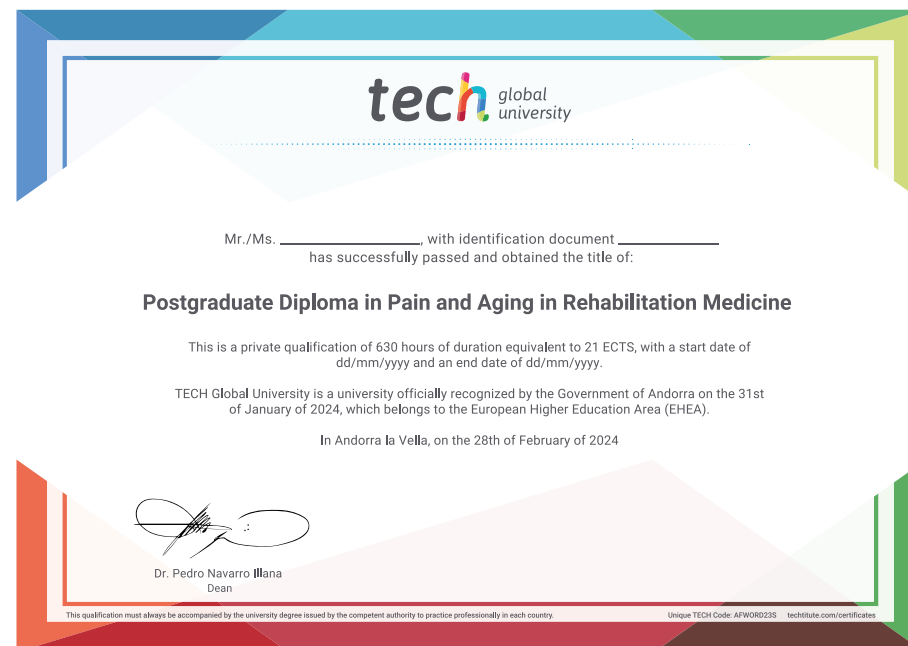 tech global university
Mr./Ms. ____________, with identification document ____________
has successfully passed and obtained the title of:
Postgraduate Diploma in Pain and Aging in Rehabilitation Medicine
This is a private qualification of 630 hours of duration equivalent to 21 ECTS, with a start date of
dd/mm/yyyy and an end date of dd/mm/yyyy.
TECH Global University is a university officially recognized by the Government of Andorra on the 31st
of January of 2024, which belongs to the European Higher Education Area (EHEA).
In Andorra la Vella, on the 28th of February of 2024
Dr. Pedro Navarro Illana
Dean
This qualification must always be accompanied by the university degree issued by the competent authority to practice professionally in each country. Unique TECH Code: AFWORD23S techtitute.com/certificates